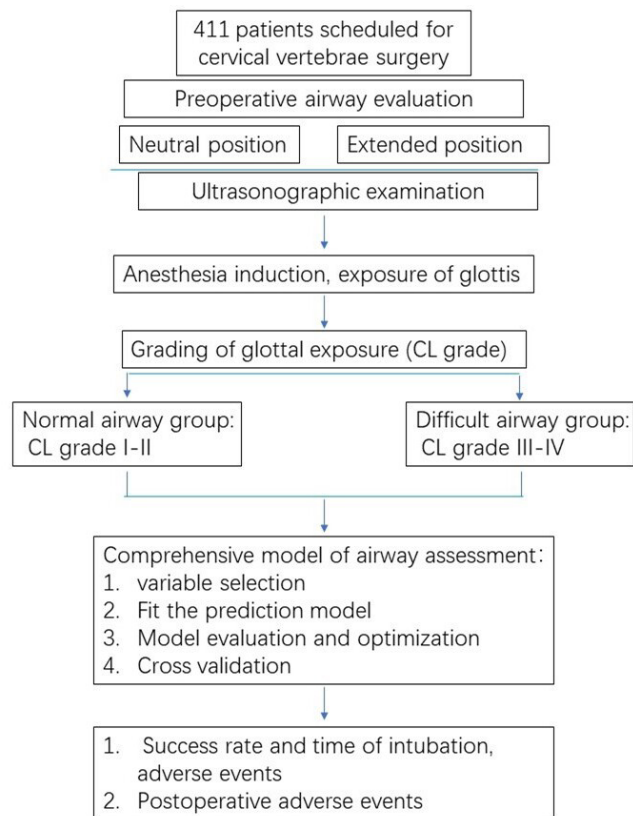 411 patients scheduled for
cervical vertebrae surgery
Preoperative airway evaluation
Neutral position
Extended position
Ultrasonographic examination
Anesthesia induction, exposure of glottis
Grading of glottal exposure (CL grade)
Normal airway group:
CL grade I-II
Difficult airway group:
CL grade III-IV
Comprehensive model of airway assessment:
1. variable selection
2. Fit the prediction model
3. Model evaluation and optimization
4. Cross validation
1. Success rate and time of intubation,
adverse events
2. Postoperative adverse events